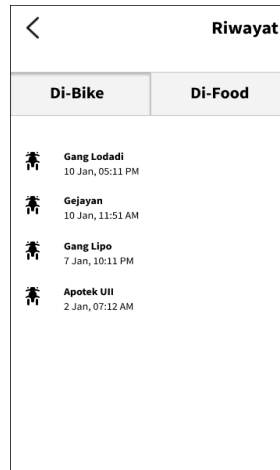 Riwayat
Di-Bike
Di-Food
Gang Lodadi
10 Jan, 05:11 PM
Gejayan
10 Jan, 11:51 AM
Gang Lipo
7 Jan, 10:11 PM
Apotek UII
2 Jan, 07:12 AM